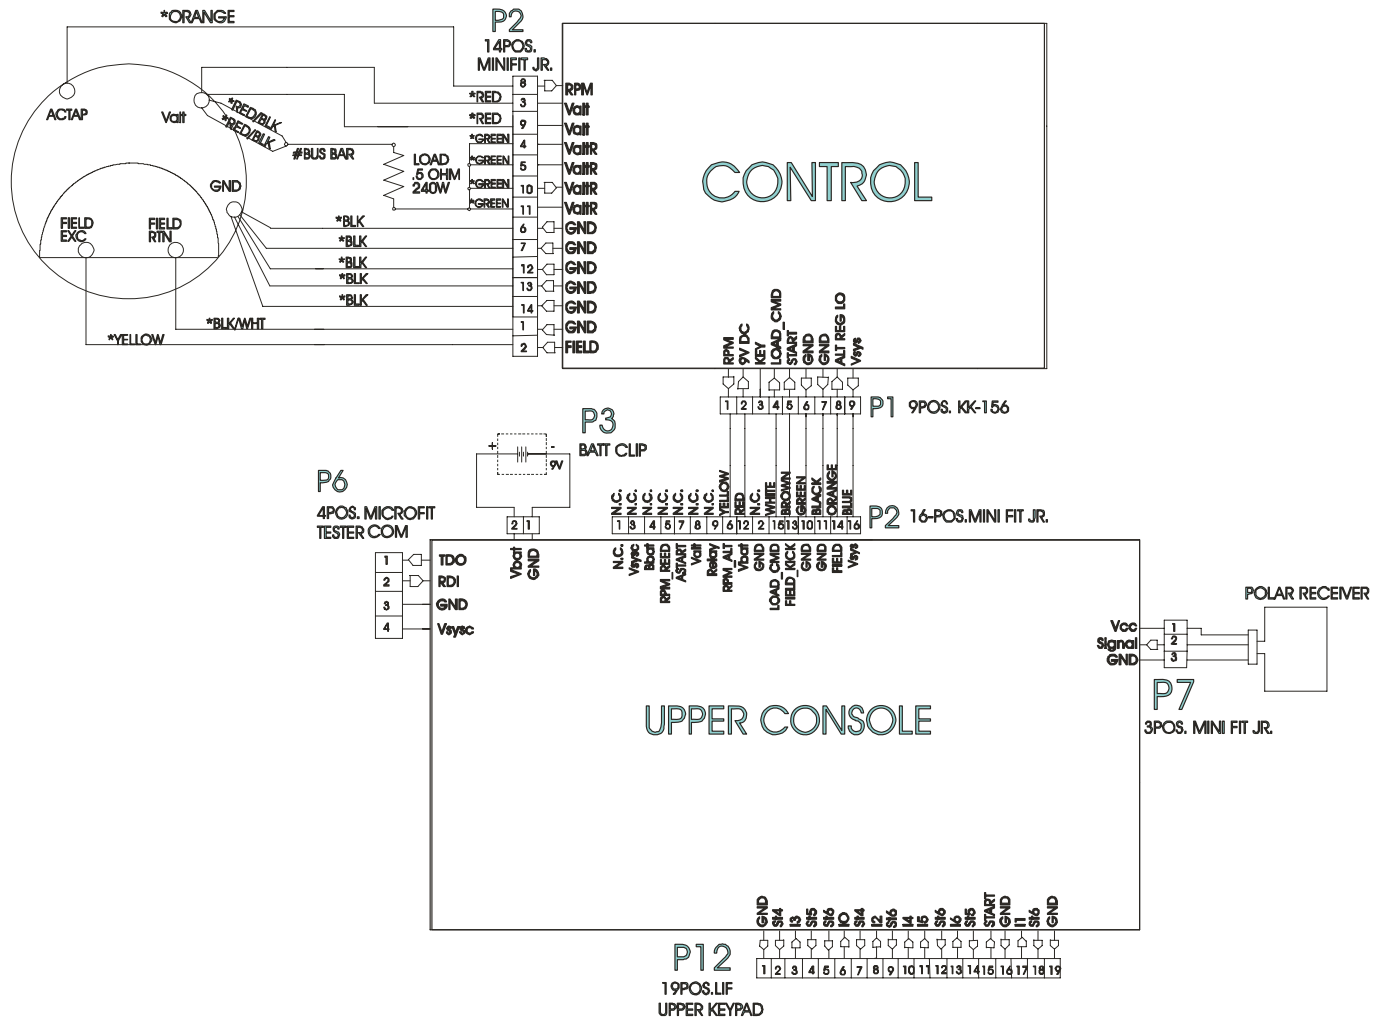 *ORANGE
P2
14POS.
MINIFIT JR.
ACTAP
Valt
*RED/BLK
*RED/BLK
#BUS BAR
LOAD
.5 OHM
240W
GND
FIELD
EXC
FIELD
RTN
*RED
*RED
*GREEN
*GREEN
*GREEN
*GREEN
*BLK
*BLK
*BLK
*BLK
*BLK
*BLK/WHT
*YELLOW
8 RPM
3 Valt
9 Valt
4 ValtR
5 ValtR
10 ValtR
11 ValtR
6 GND
7 GND
12 GND
13 GND
14 GND
1 GND
2 FIELD
CONTROL
RPM
9V DC
KEY
LOAD_CMD
START
GND
GND
ALT REG LO
Vsys
1 2 3 4 5 6 7 8 9
P1 9POS. KK-156
P3
BATT CLIP
+ -
9V
2 1
Vbat
GND
P6
4POS. MICROFIT
TESTER COM
1 TDO
2 RDI
3 GND
4 Vsysc
N.C.
N.C.
N.C.
N.C.
N.C.
N.C.
N.C.
YELLOW
RED
N.C.
WHITE
BROWN
GREEN
BLACK
ORANGE
BLUE
1 3 4 5 7 8 9 6 12 2 15 13 10 11 14 16
P2 16-POS.MINI FIT JR.
N.C.
Vsysc
Bbat
RPM_REED
ASTART
Valt
Relay
RPM_ALT
Vbat
GND
LOAD_CMD
FIELD_KICK
GND
GND
FIELD
Vsys
POLAR RECEIVER
Vcc 1
Signal 2
GND 3
P7
3POS. MINI FIT JR.
UPPER CONSOLE
GND
St4
I3
St5
St6
IO
St4
I2
St6
I4
I5
St6
I6
St5
START
GND
I1
St6
GND
1 2 3 4 5 6 7 8 9 10 11 12 13 14 15 16 17 18 19
P12
19POS.LIF
UPPER KEYPAD